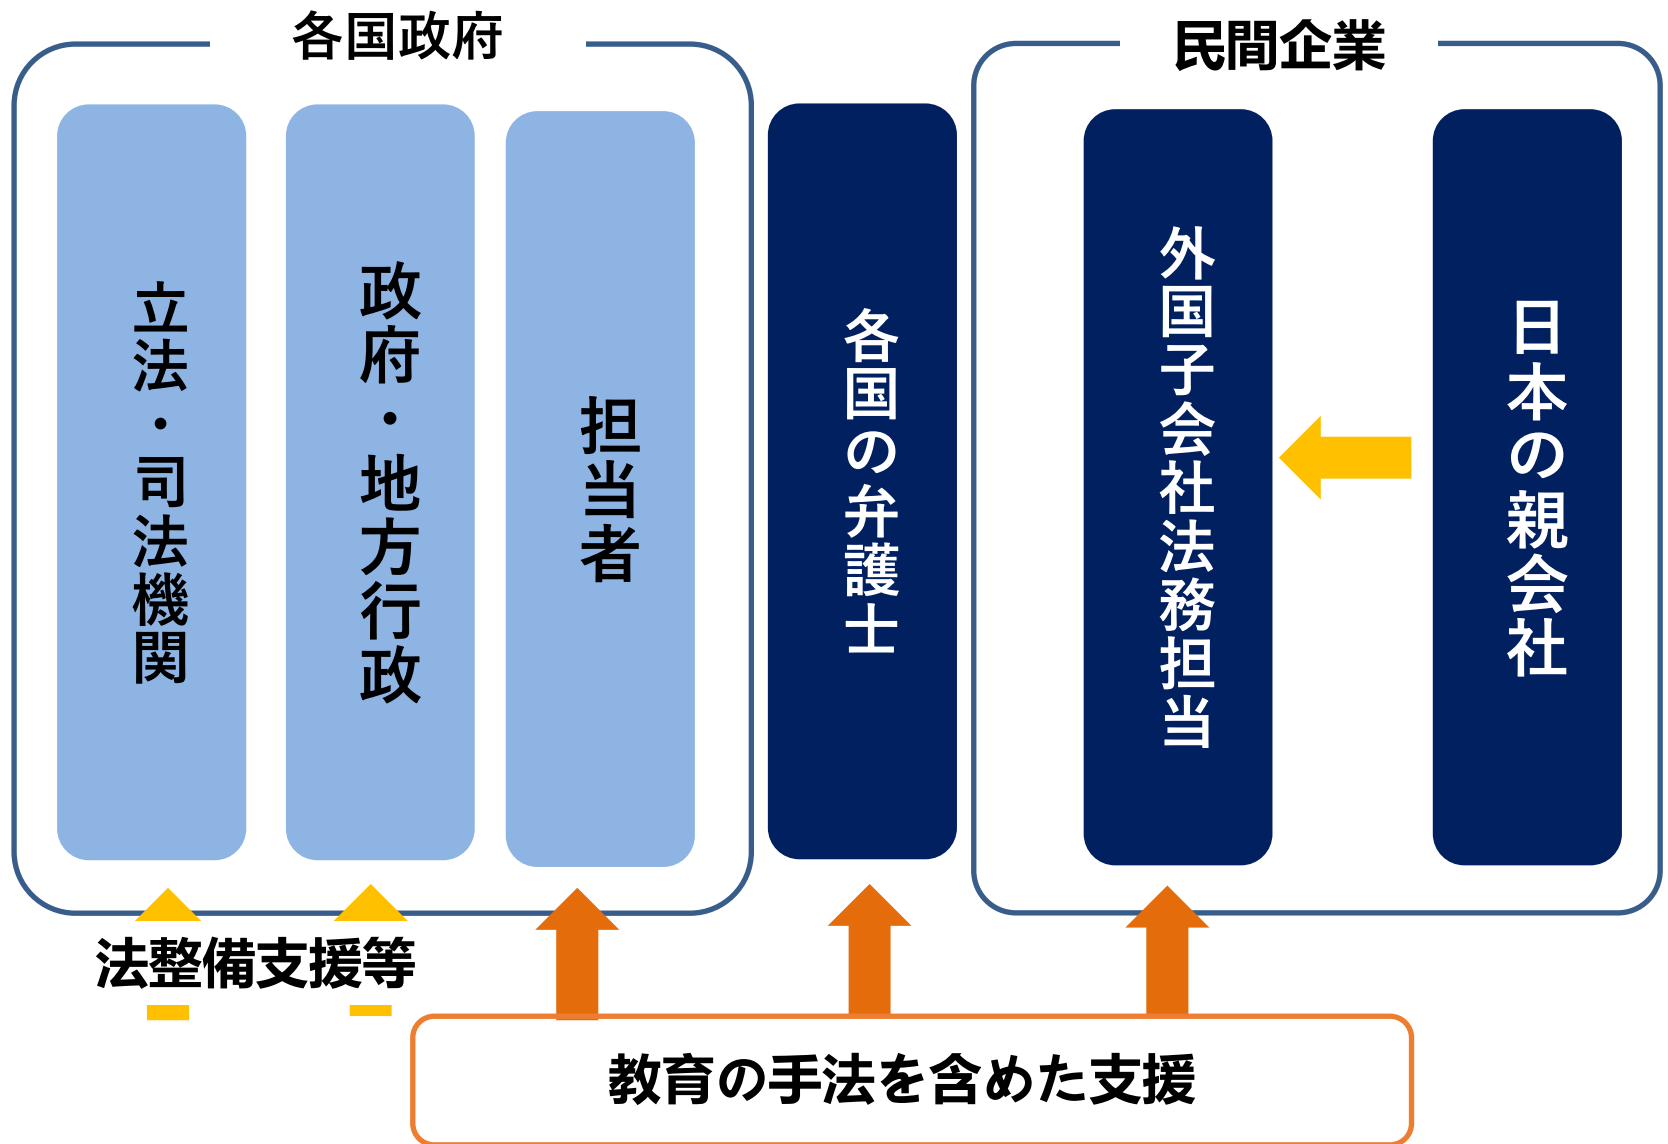 各国政府
民間企業
立法・司法機関
政府・地方行政
担当者
各国の弁護士
外国子会社法務担当
日本の親会社
法整備支援等
教育の手法を含めた支援